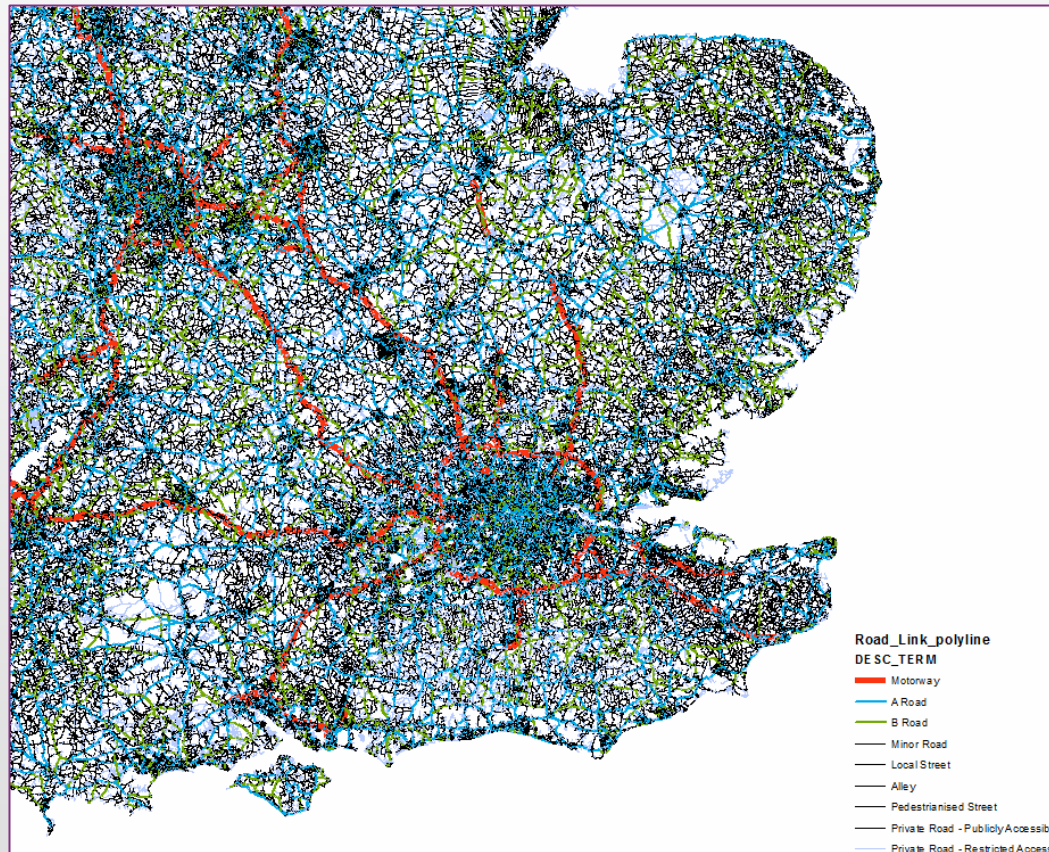 Road_Link_polyline
DESC_TERM
Motorway
A Road
B Road
Minor Road
Local Street
Alley
Pedestrianised Street
Private Road - Publicly Accessib
Private Road - Restricted Access